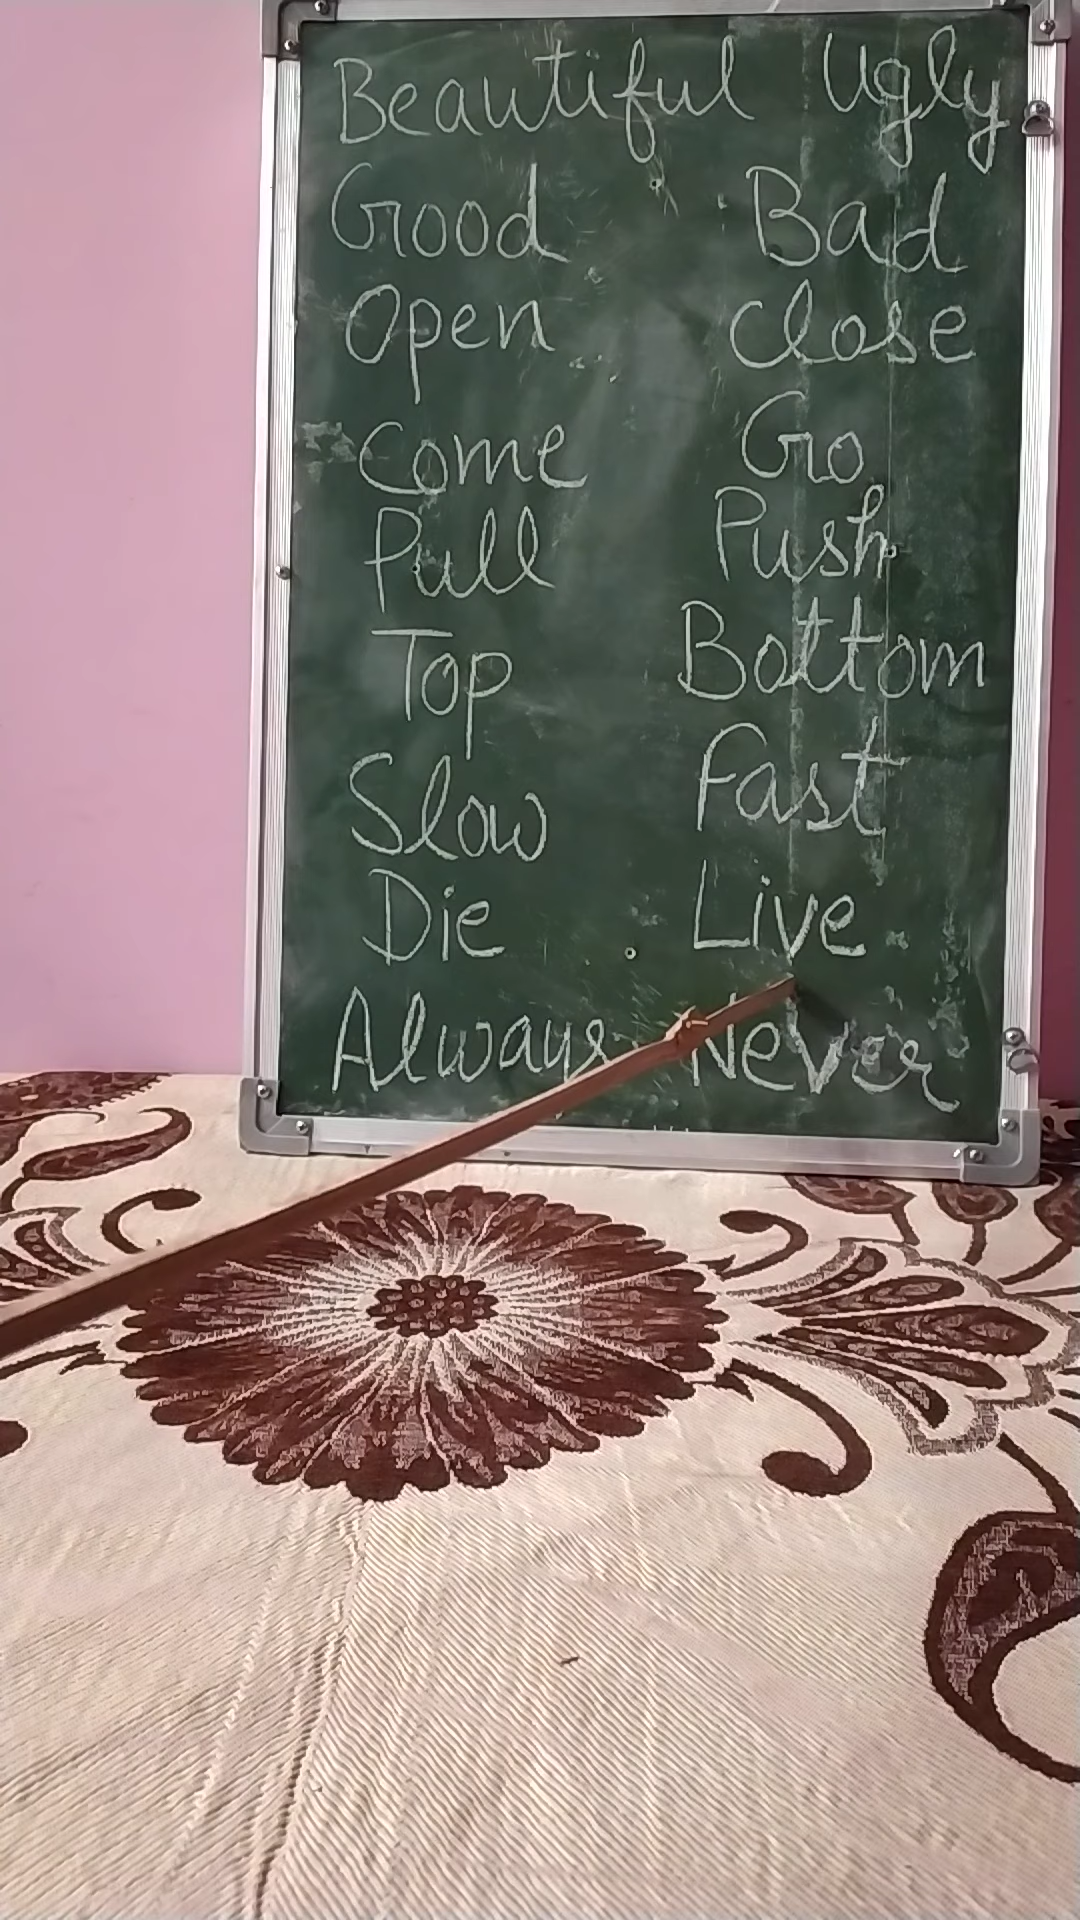 Beautiful Ugly
Good Bad
Open close
Come Go
Pull Push
Top Bottom
Slow Fast
Die Live
Always Never